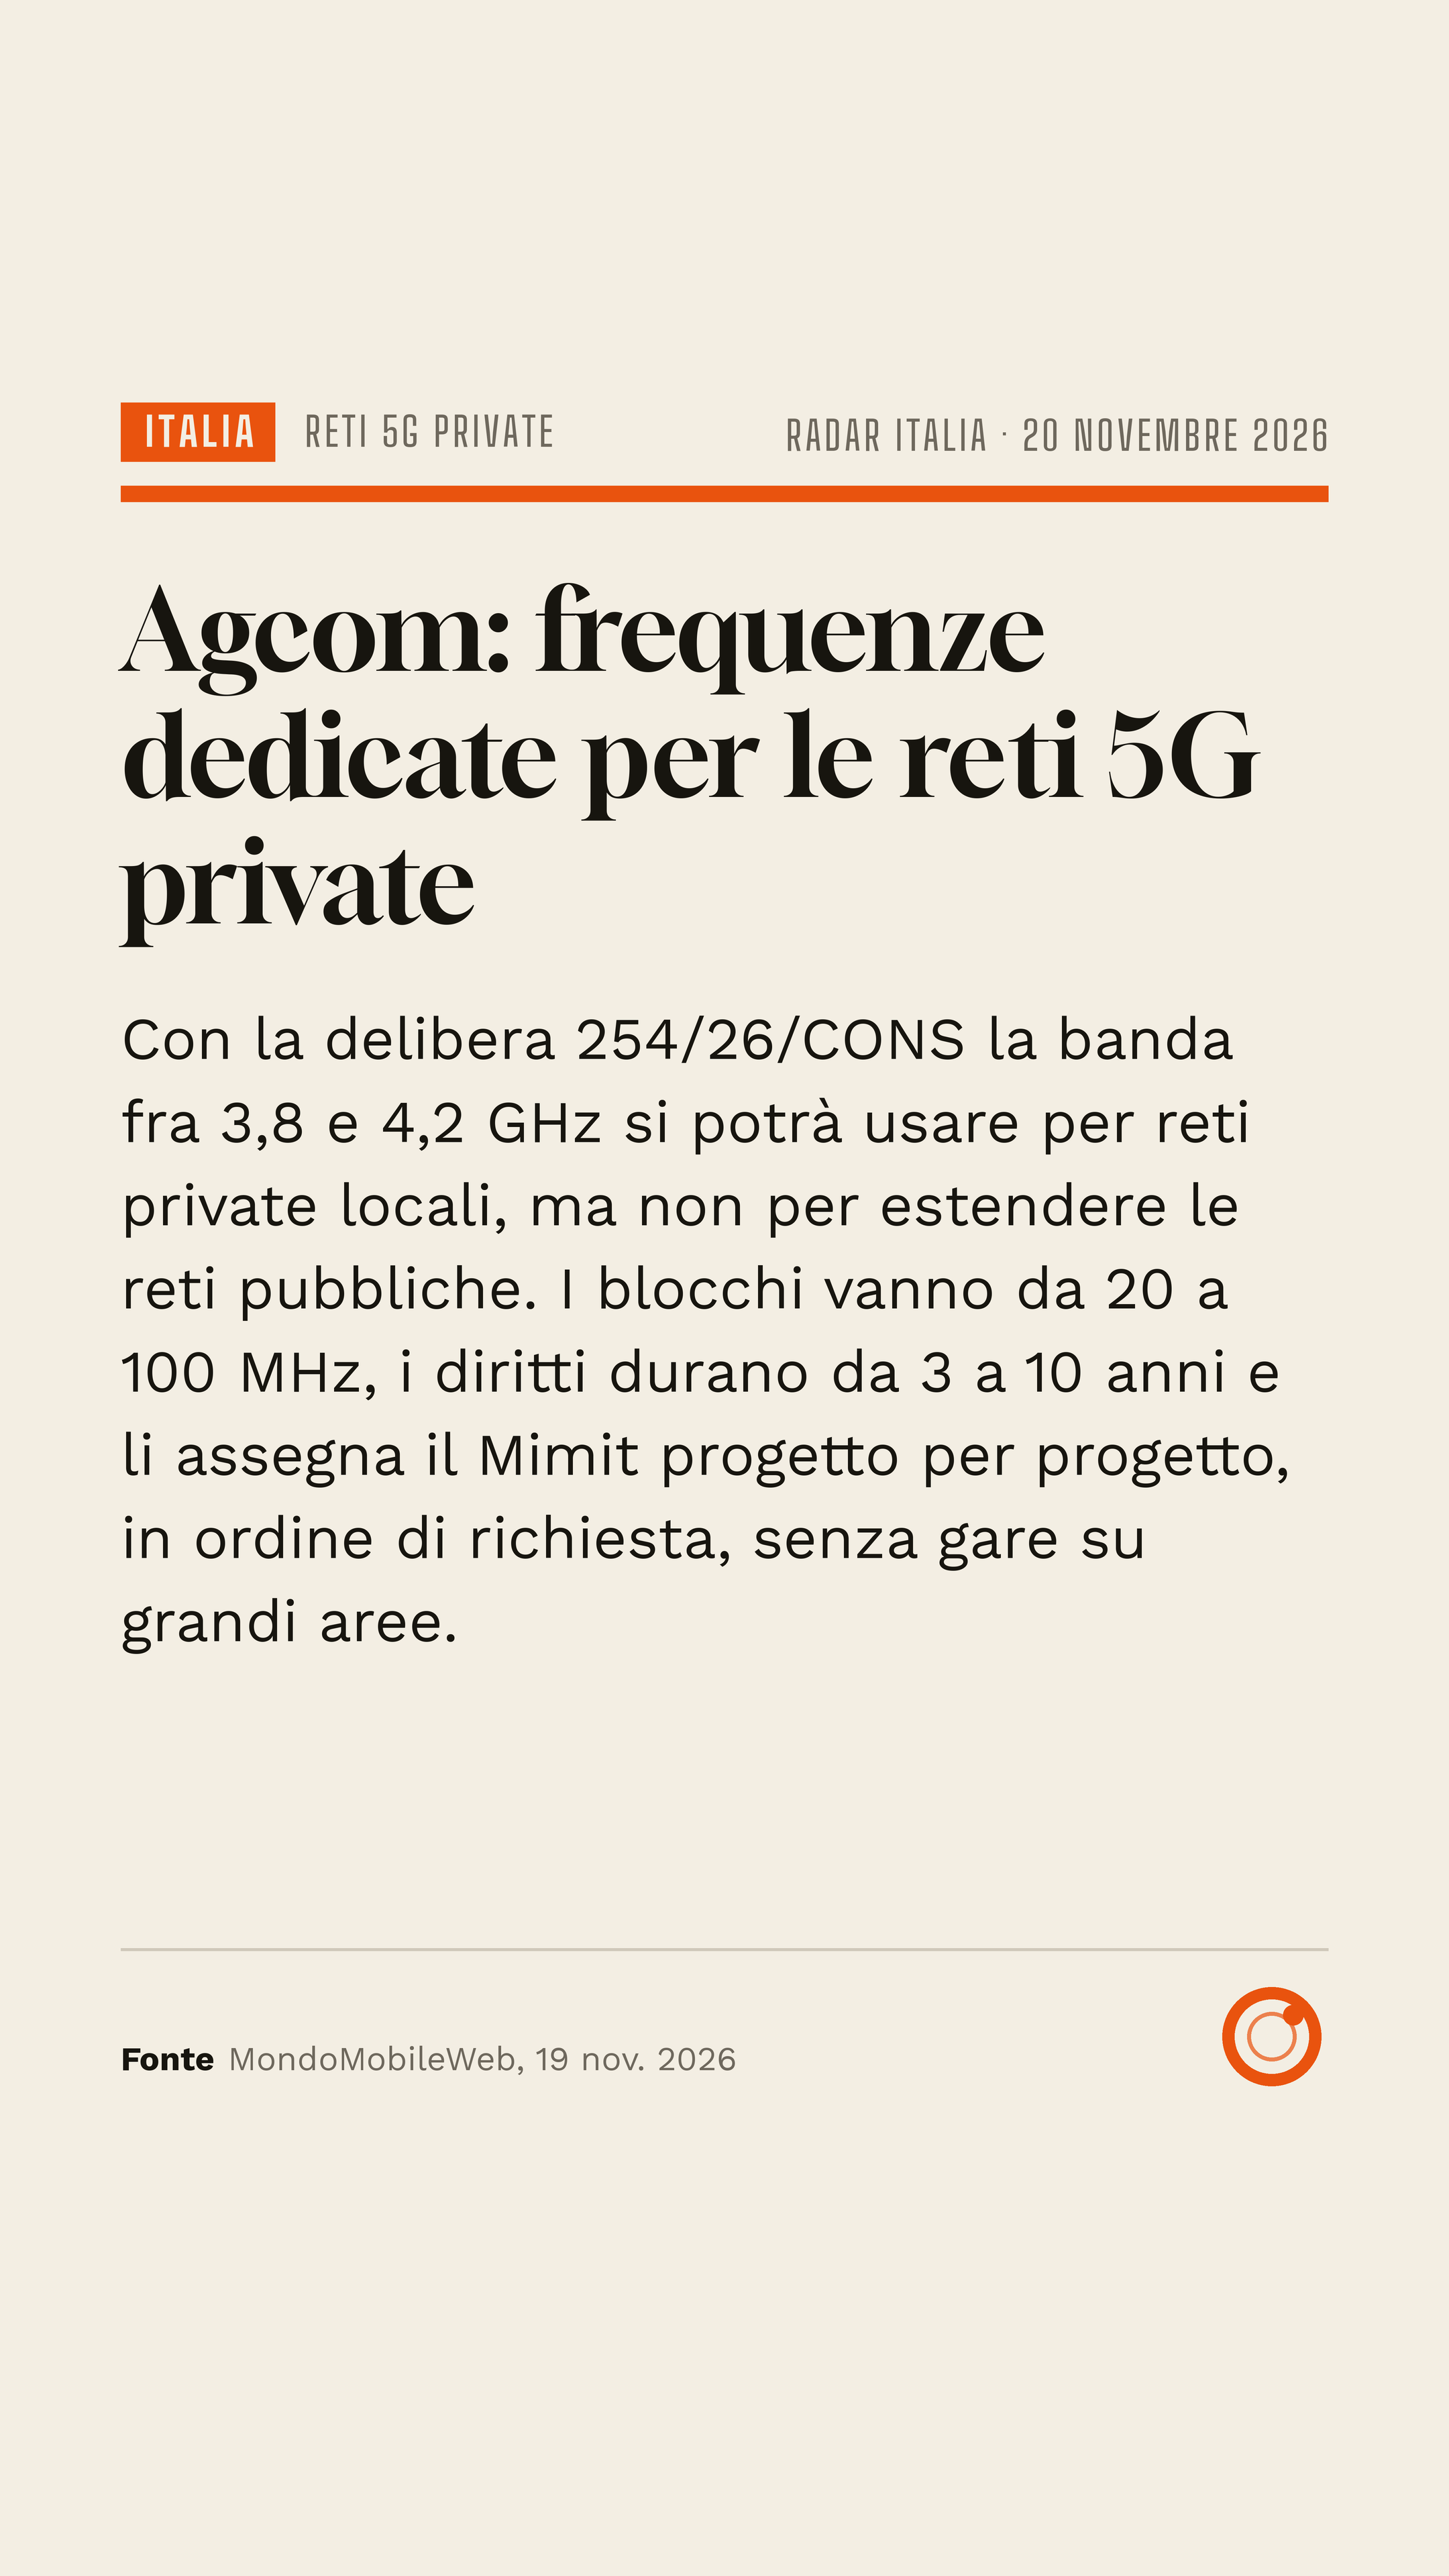 ITALIA RETI 5G PRIVATE RADAR ITALIA · 20 NOVEMBRE 2026
Agcom: frequenze
dedicate per le reti 5G
private
Con la delibera 254/26/CONS la banda
fra 3,8 e 4,2 GHz si potrà usare per reti
private locali, ma non per estendere le
reti pubbliche. I blocchi vanno da 20 a
100 MHz, i diritti durano da 3 a 10 anni e
li assegna il Mimit progetto per progetto,
in ordine di richiesta, senza gare su
grandi aree.
Fonte MondoMobileWeb, 19 nov. 2026